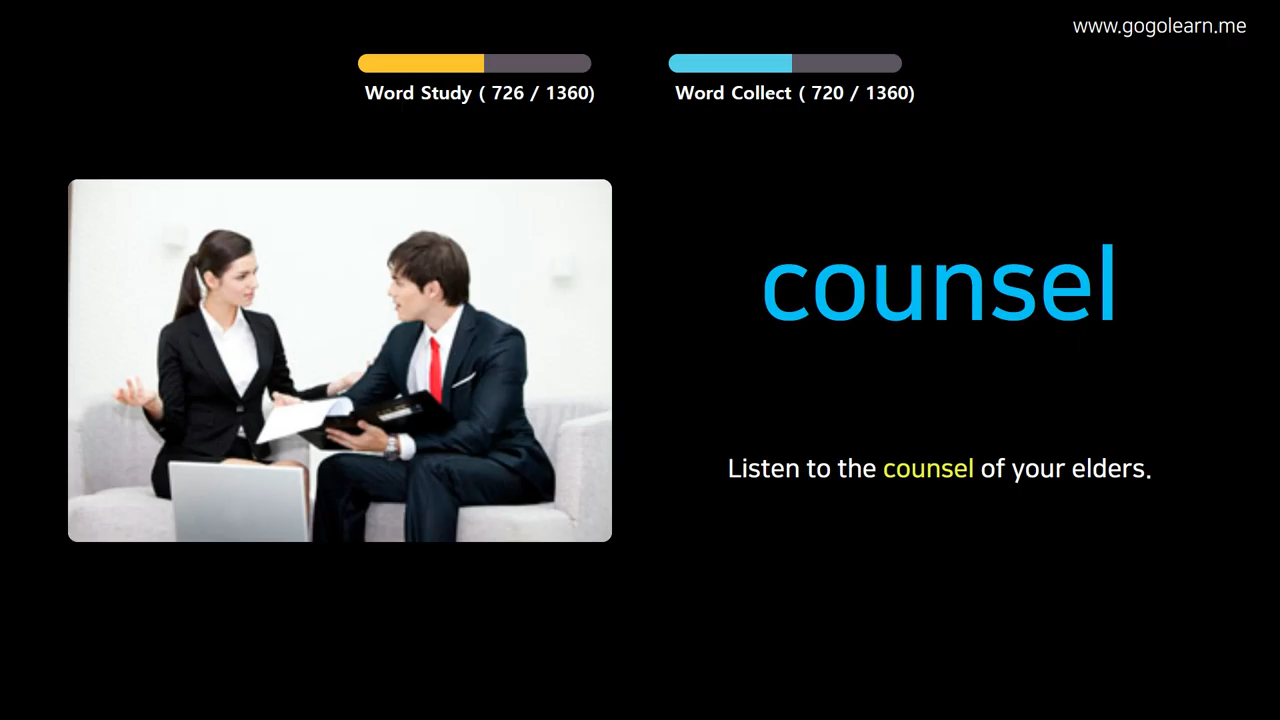 www.gogolearn.me
Word Study ( 726 / 1360)
Word Collect ( 720 / 1360)
counsel
Listen to the counsel of your elders.